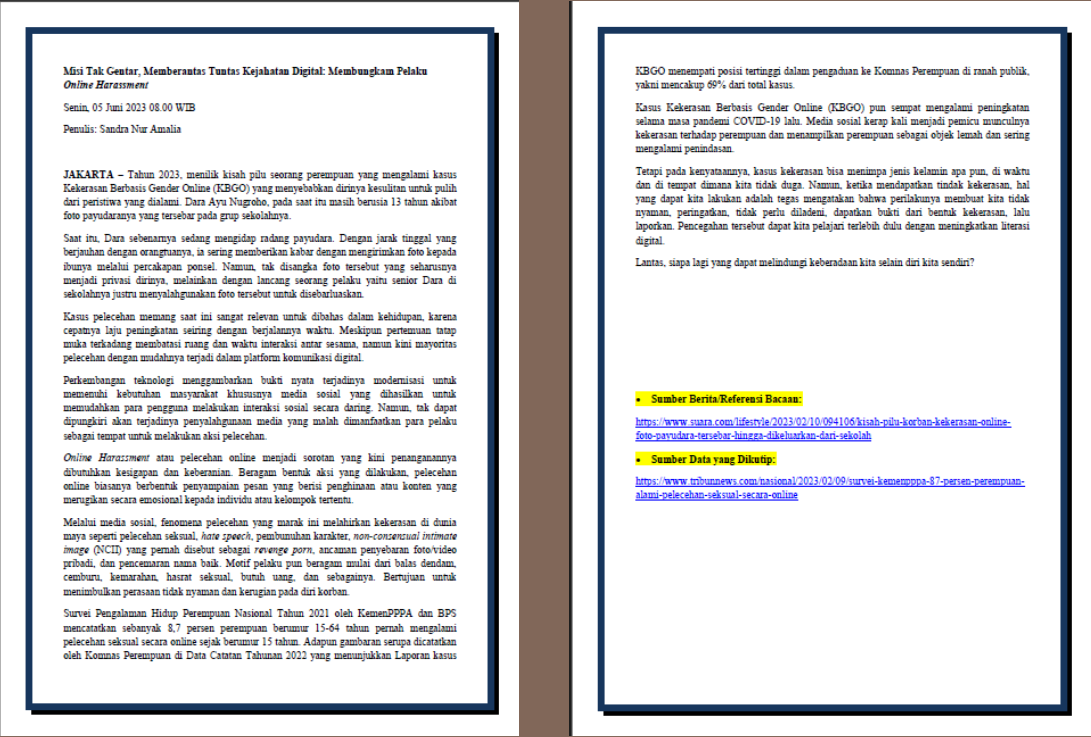 Misi Tak Gentar, Memberantas Tuntas Kejahatan Digital: Membungkam Pelaku
Online Harassment
Senin, 05 Juni 2023 08.00 WIB
Penulis: Sandra Nur Amalia
JAKARTA – Tahun 2023, menilik kisah pilu seorang perempuan yang mengalami kasus
Kekerasan Berbasis Gender Online (KBGO) yang menyebabkan dirinya kesulitan untuk pulih
dari peristiwa yang dialami. Dara Ayu Nugroho, pada saat itu masih berusia 13 tahun akibat
foto payudaranya yang tersebar pada grup sekolahnya.
Saat itu, Dara sebenarnya sedang mengidap radang payudara. Dengan jarak tinggal yang
berjauhan dengan orangtuanya, ia sering memberikan kabar dengan mengirimkan foto kepada
ibunya melalui percakapan ponsel. Namun, tak disangka foto tersebut yang seharusnya
menjadi privasi dirinya, melainkan dengan lancang seorang pelaku yaitu senior Dara di
sekolahnya justru menyalahgunakan foto tersebut untuk disebarluaskan.
Kasus pelecehan memang saat ini sangat relevan untuk dibahas dalam kehidupan, karena
cepatnya laju peningkatan seiring dengan berjalannya waktu. Meskipun pertemuan tatap
muka terkadang membatasi ruang dan waktu interaksi antar sesama, namun kini mayoritas
pelecehan dengan mudahnya terjadi dalam platform komunikasi digital.
Perkembangan teknologi menggambarkan bukti nyata terjadinya modernisasi untuk
memenuhi kebutuhan masyarakat khususnya media sosial yang dihasilkan untuk
memudahkan para pengguna melakukan interaksi sosial secara daring. Namun, tak dapat
dipungkiri akan terjadinya penyalahgunaan media yang malah dimanfaatkan para pelaku
sebagai tempat untuk melakukan aksi pelecehan.
Online Harassment atau pelecehan online menjadi sorotan yang kini penanganannya
dibutuhkan kesigapan dan keberanian. Beragam bentuk aksi yang dilakukan, pelecehan
online biasanya berbentuk penyampaian pesan yang berisi penghinaan atau konten yang
merugikan secara emosional kepada individu atau kelompok tertentu.
Melalui media sosial, fenomena pelecehan yang marak ini melahirkan kekerasan di dunia
maya seperti pelecehan seksual, hate speech, pembunuhan karakter, non-consensual intimate
image (NCII) yang pernah disebut sebagai revenge porn, ancaman penyebaran foto/video
pribadi, dan pencemaran nama baik. Motif pelaku pun beragam mulai dari balas dendam,
cemburu, kemarahan, hasrat seksual, butuh uang, dan sebagainya. Bertujuan untuk
menimbulkan perasaan tidak nyaman dan kerugian pada diri korban.
Survei Pengalaman Hidup Perempuan Nasional Tahun 2021 oleh KemenPPPA dan BPS
mencatatkan sebanyak 8,7 persen perempuan berumur 15-64 tahun pernah mengalami
pelecehan seksual secara online sejak berumur 15 tahun. Adapun gambaran serupa dicatatkan
oleh Komnas Perempuan di Data Catatan Tahunan 2022 yang menunjukkan Laporan kasus
KBGO menempati posisi tertinggi dalam pengaduan ke Komnas Perempuan di ranah publik,
yakni mencakup 69% dari total kasus.
Kasus Kekerasan Berbasis Gender Online (KBGO) pun sempat mengalami peningkatan
selama masa pandemi COVID-19 lalu. Media sosial kerap kali menjadi pemicu munculnya
kekerasan terhadap perempuan dan menampilkan perempuan sebagai objek lemah dan sering
mengalami penindasan.
Tetapi pada kenyataannya, kasus kekerasan bisa menimpa jenis kelamin apa pun, di waktu
dan di tempat dimana kita tidak duga. Namun, ketika mendapatkan tindak kekerasan, hal
yang dapat kita lakukan adalah tegas mengatakan bahwa perilakunya membuat kita tidak
nyaman, peringatkan, tidak perlu diladeni, dapatkan bukti dari bentuk kekerasan, lalu
laporkan. Pencegahan tersebut dapat kita pelajari terlebih dulu dengan meningkatkan literasi
digital.
Lantas, siapa lagi yang dapat melindungi keberadaan kita selain diri kita sendiri?
• Sumber Berita/Referensi Bacaan:
https://www.suara.com/lifestyle/2023/02/10/094106/kisah-pilu-korban-kekerasan-online-
foto-payudara-tersebar-hingga-dikeluarkan-dari-sekolah
• Sumber Data yang Dikutip:
https://www.tribunnews.com/nasional/2023/02/09/survei-kemenpppa-87-persen-perempuan-
alami-pelecehan-seksual-secara-online